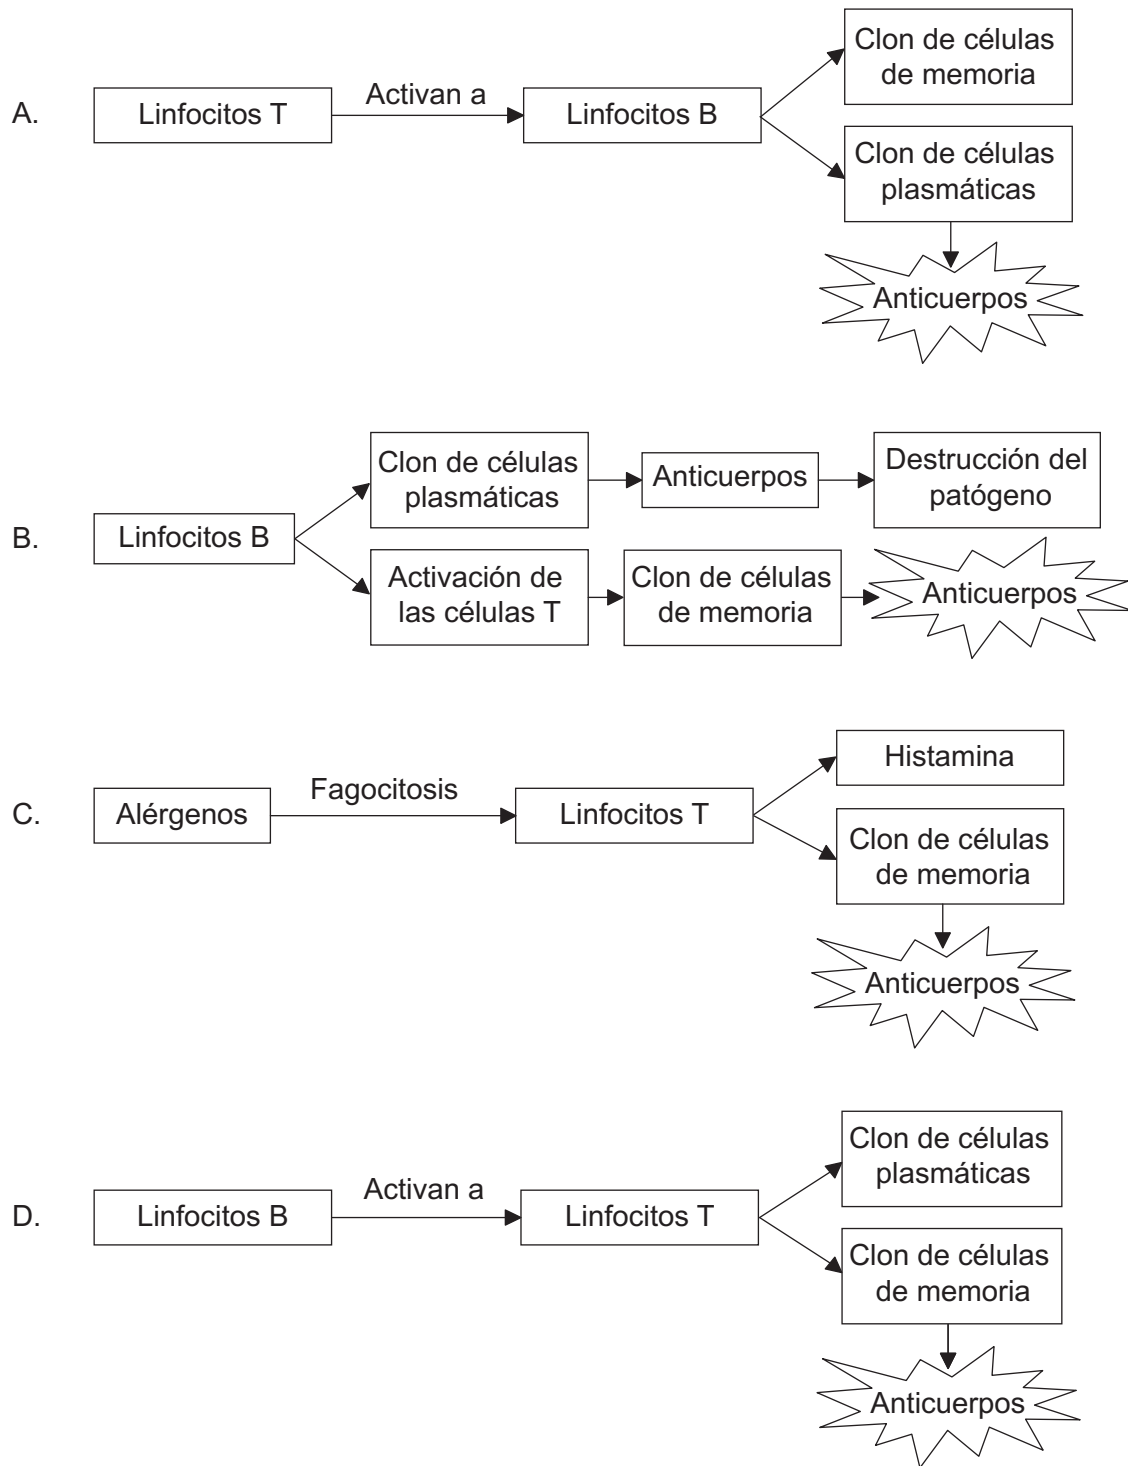 A.
Linfocitos T
Activan a
Linfocitos B
Clon de células
de memoria
Clon de células
plasmáticas
Anticuerpos
B.
Linfocitos B
Clon de células
plasmáticas
Anticuerpos
Destrucción del
patógeno
Activación de
las células T
Clon de células
de memoria
Anticuerpos
C.
Alérgenos
Fagocitosis
Linfocitos T
Histamina
Clon de células
de memoria
Anticuerpos
D.
Linfocitos B
Activan a
Linfocitos T
Clon de células
plasmáticas
Clon de células
de memoria
Anticuerpos